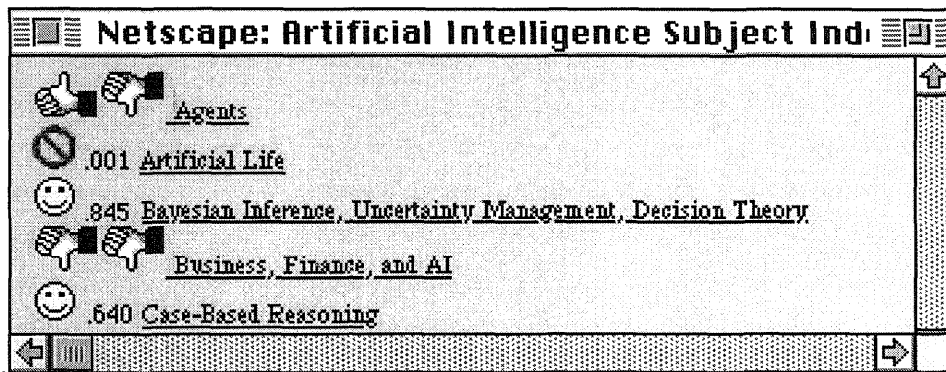 Netscape: Artificial Intelligence Subject Ind
Agents
.001 Artificial Life
.845 Bayesian Inference, Uncertainty Management, Decision Theory
Business, Finance, and AI
.640 Case-Based Reasoning